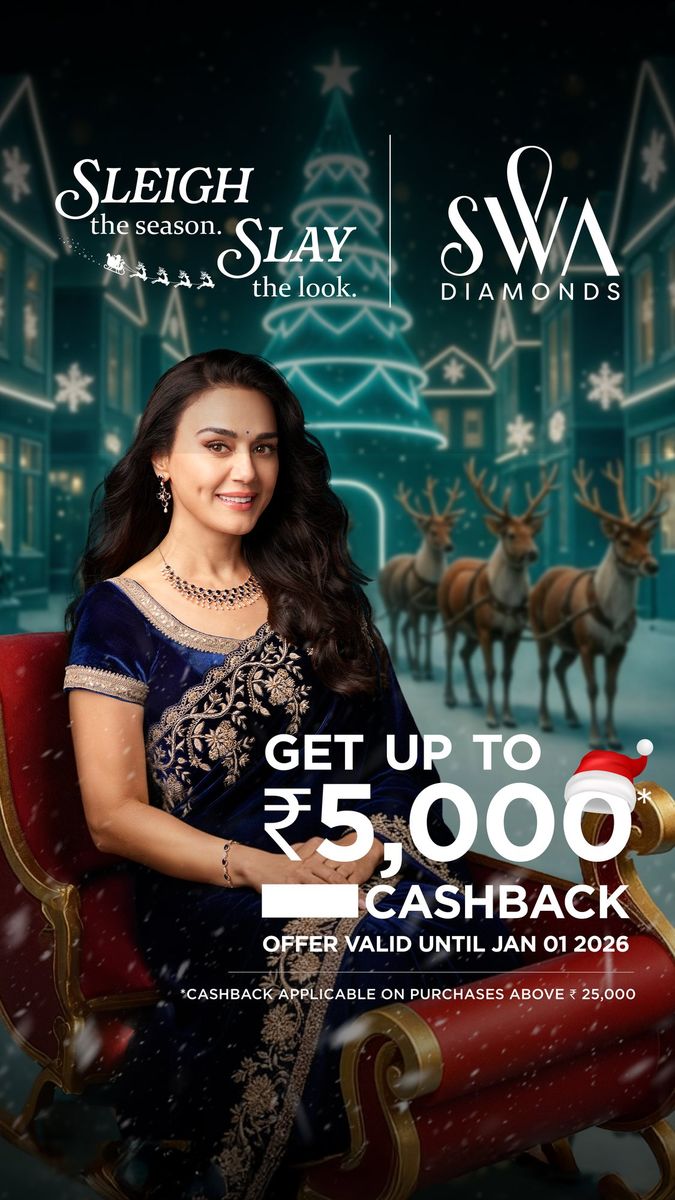 SLEIGH
the season.
SLAY
the look.
SWA
DIAMONDS
GET UP TO
₹5,000*
CASHBACK
OFFER VALID UNTIL JAN 01 2026
*CASHBACK APPLICABLE ON PURCHASES ABOVE ₹ 25,000